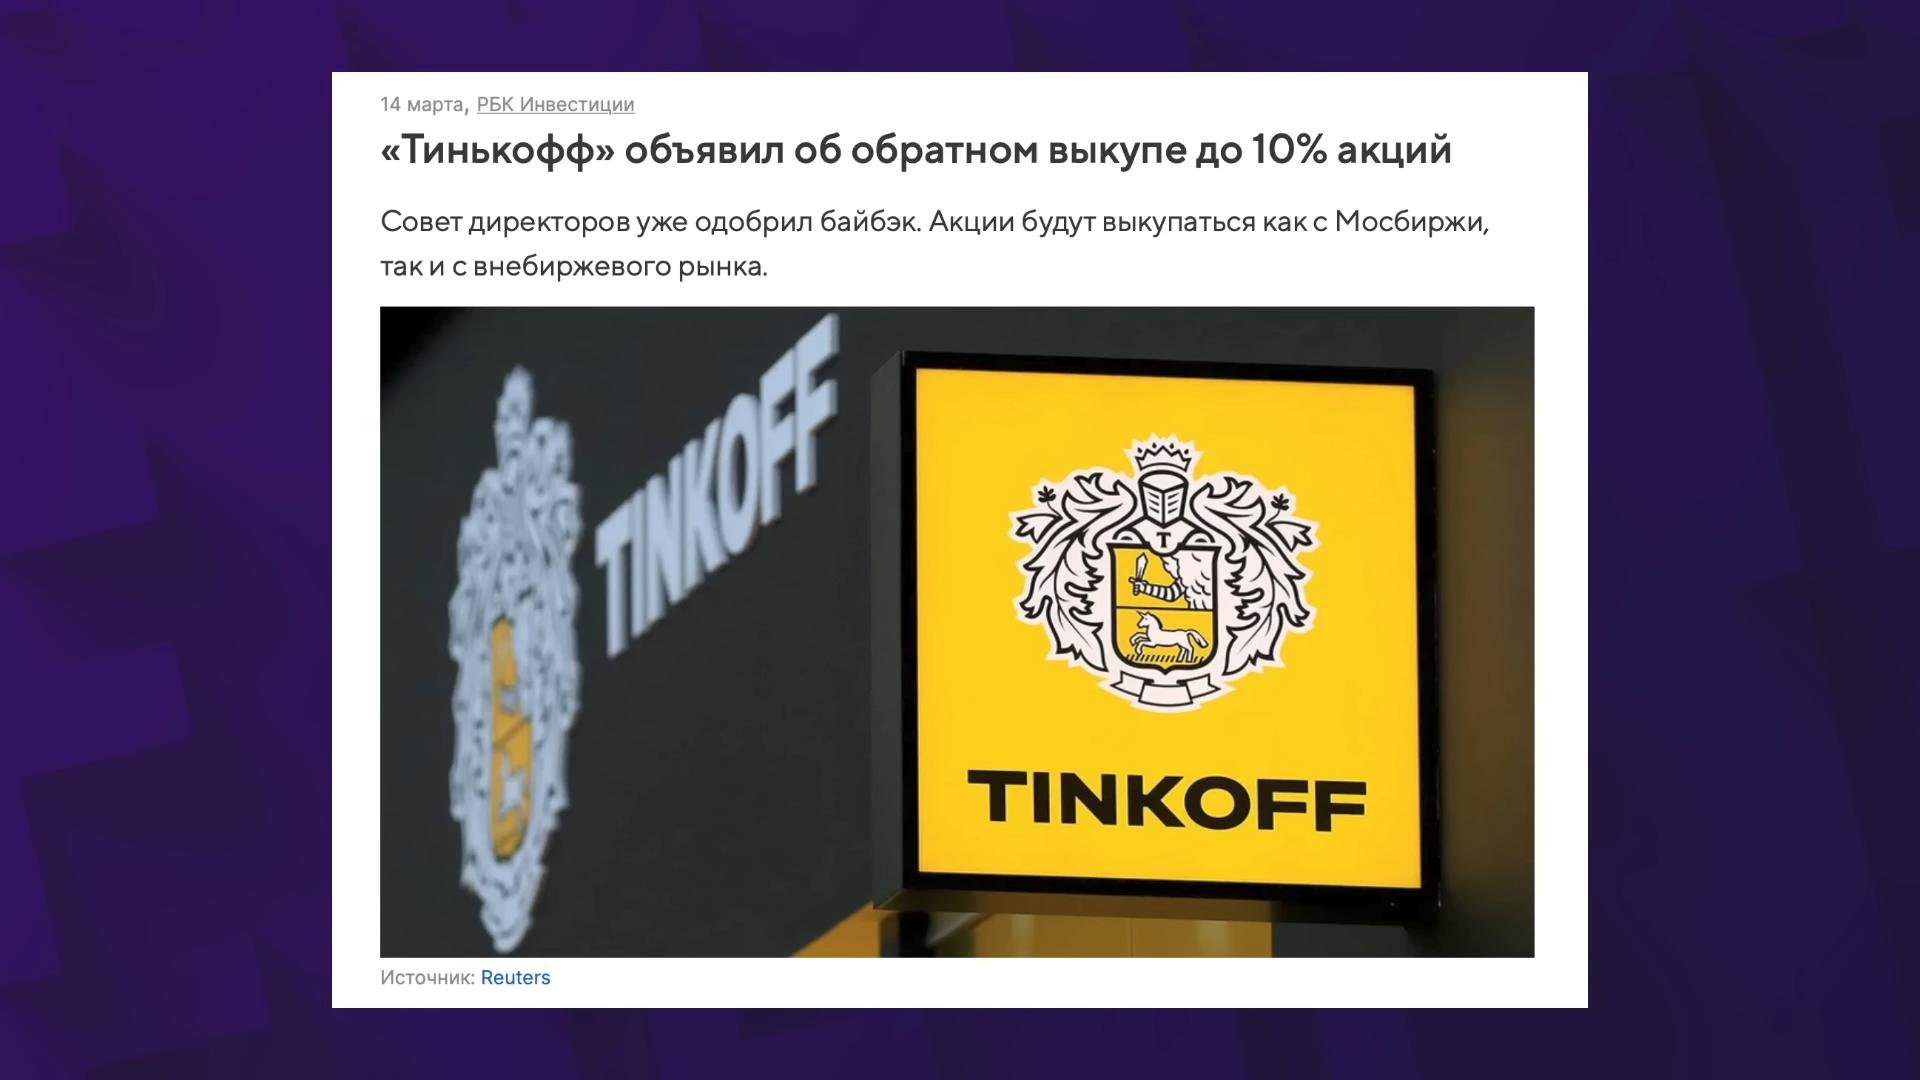 14 марта, РБК Инвестиции
«Тинькофф» объявил об обратном выкупе до 10% акций
Совет директоров уже одобрил байбэк. Акции будут выкупаться как с Мосбиржи,
так и с внебиржевого рынка.
TINKOFF
T
TINKOFF
Источник: Reuters